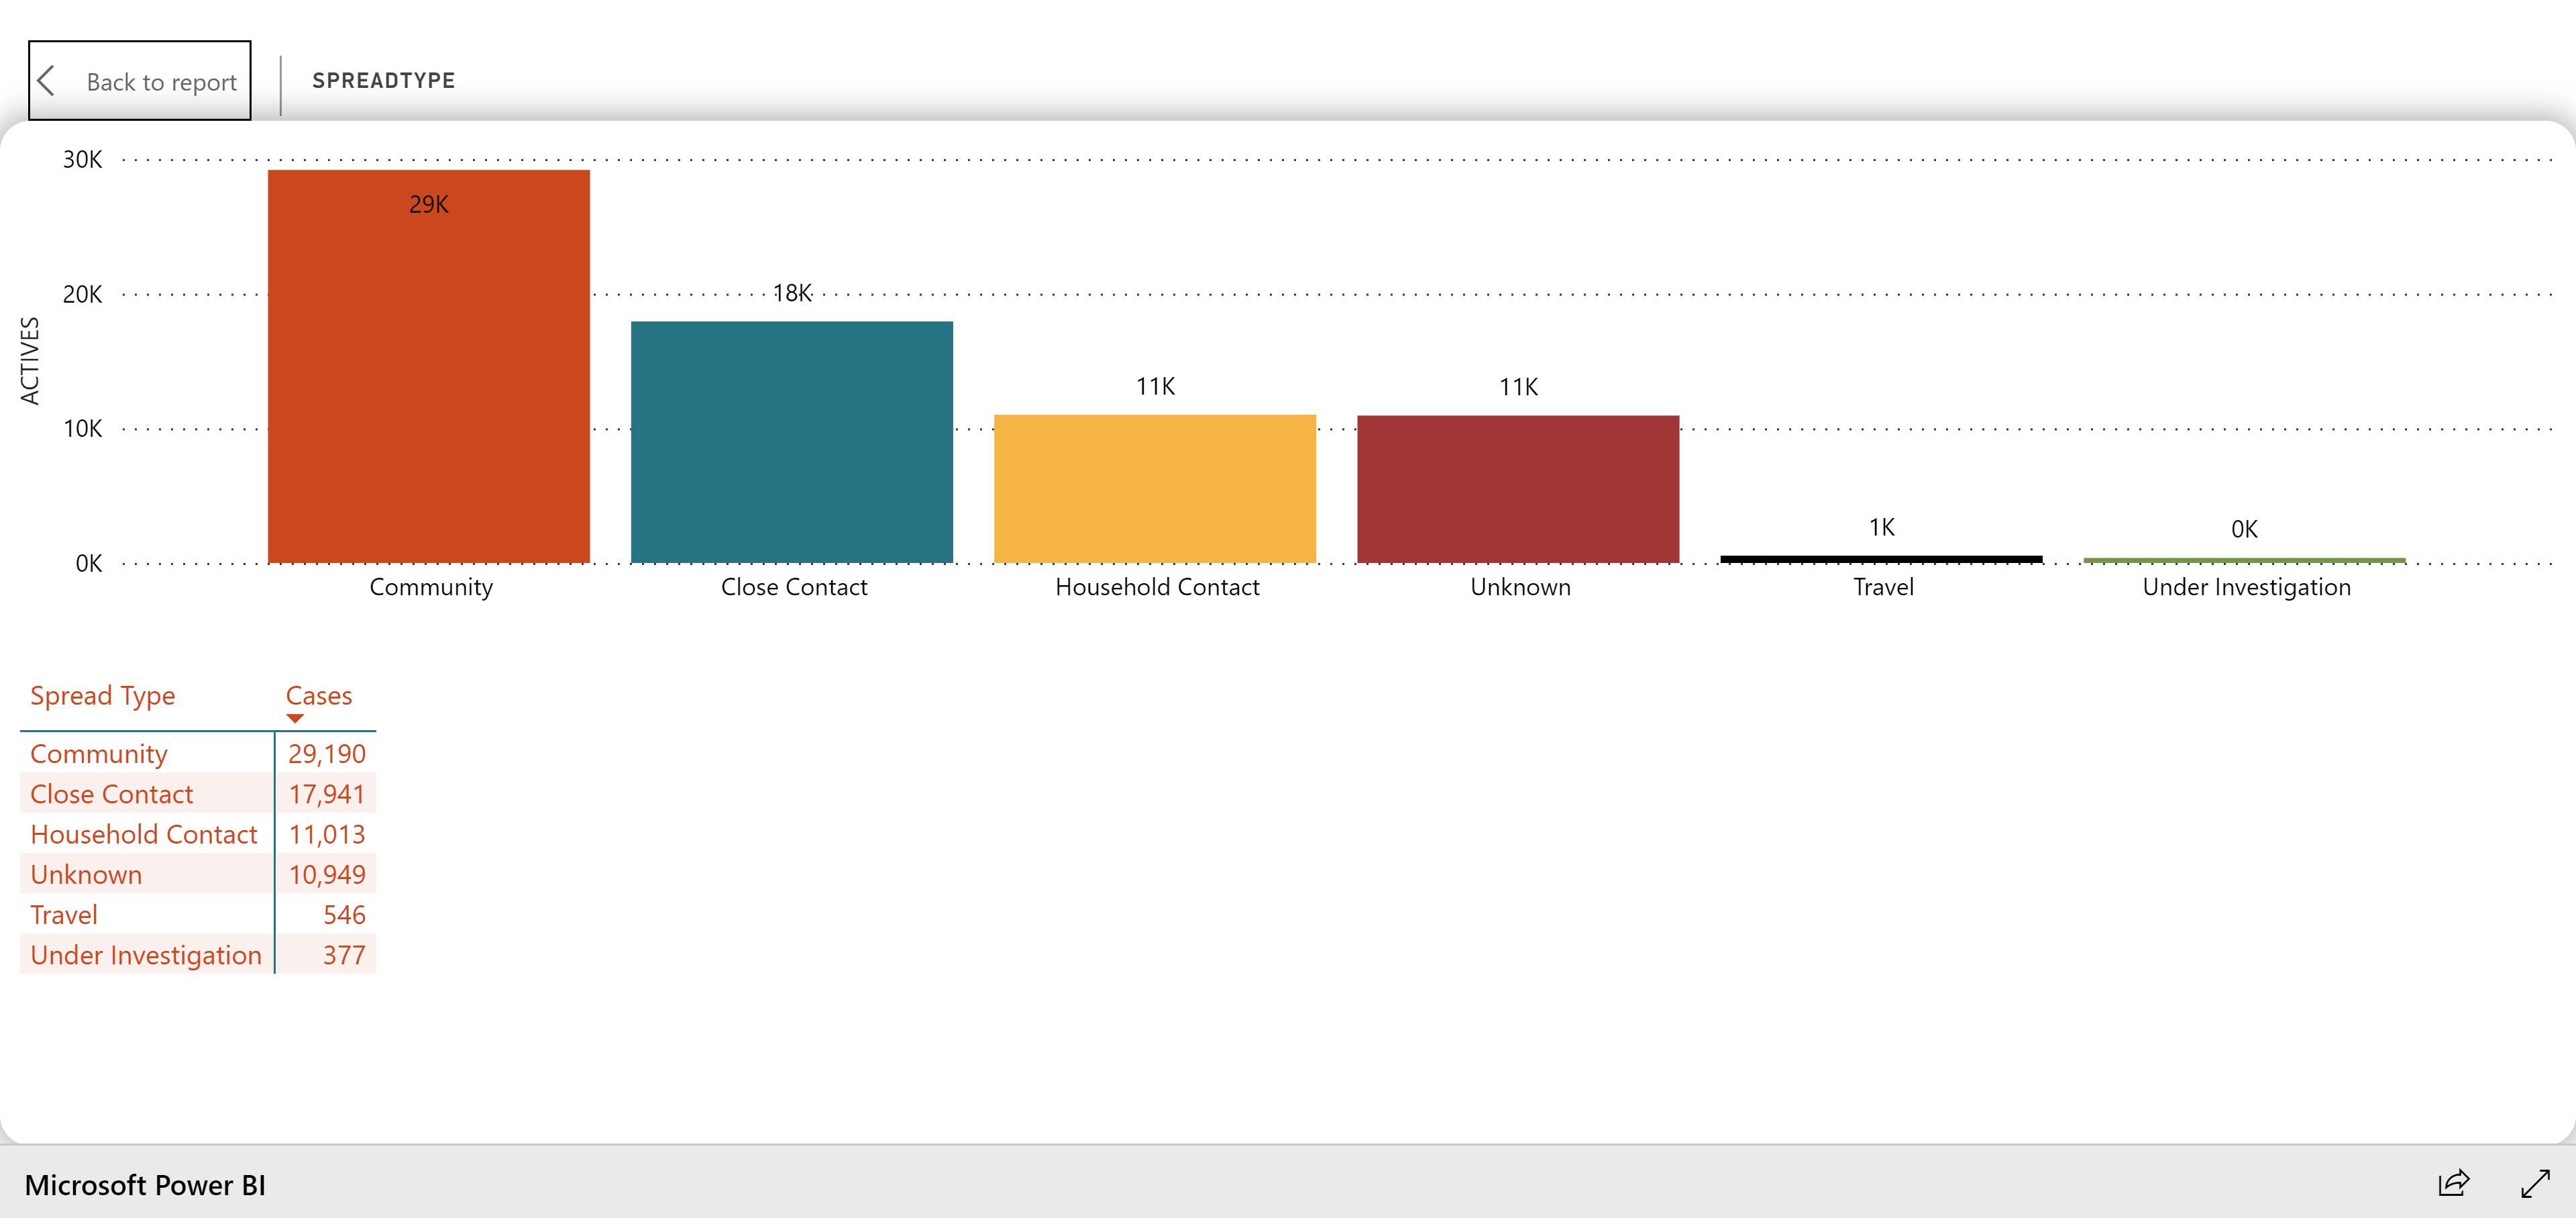 Back to report
SPREADTYPE
ACTIVES
30K
20K
10K
0K
29K
18K
11K
11K
1K
0K
Community
Close Contact
Household Contact
Unknown
Travel
Under Investigation
Spread Type Cases
Community 29,190
Close Contact 17,941
Household Contact 11,013
Unknown 10,949
Travel 546
Under Investigation 377
Microsoft Power BI